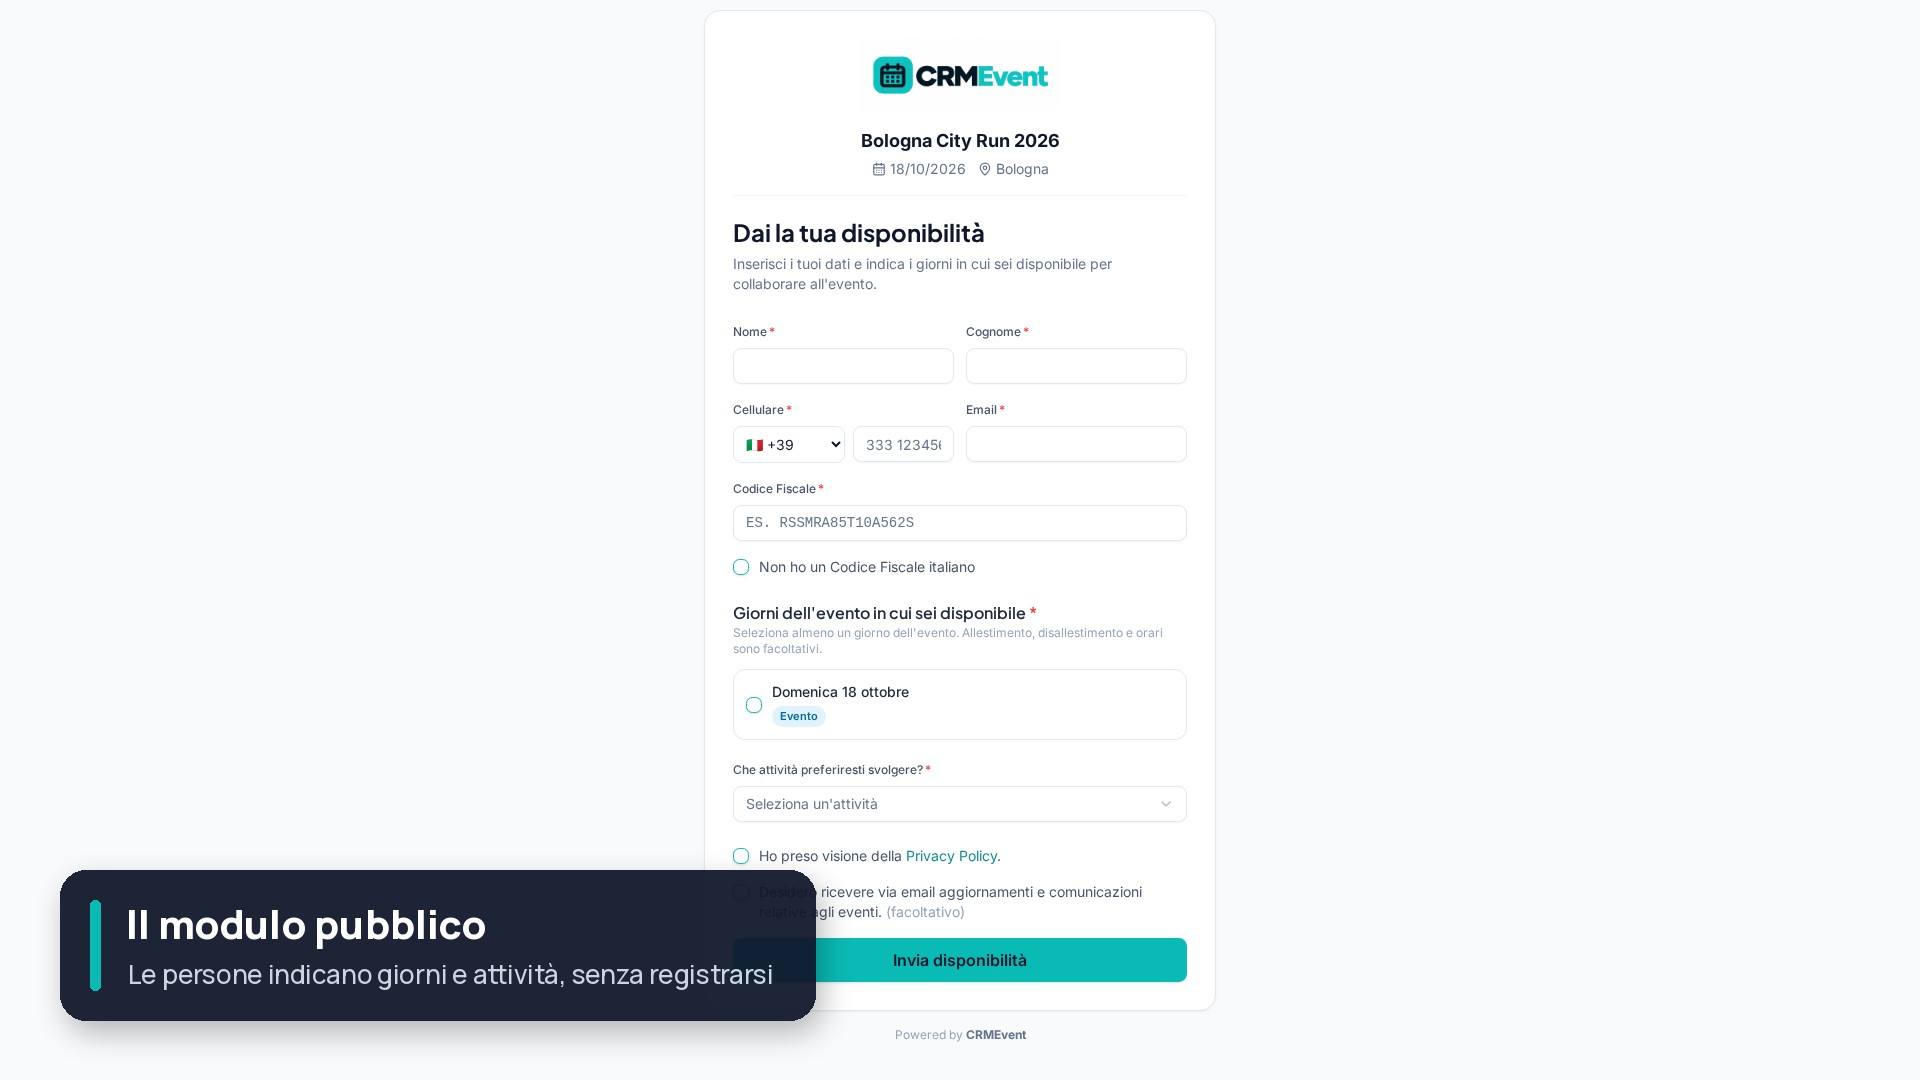 CRMEvent
Bologna City Run 2026
18/10/2026 Bologna
Dai la tua disponibilità
Inserisci i tuoi dati e indica i giorni in cui sei disponibile per
collaborare all'evento.
Nome * Cognome *
Cellulare * Email *
+39 333 123456
Codice Fiscale *
ES. RSSMRA85T10A562S
Non ho un Codice Fiscale italiano
Giorni dell'evento in cui sei disponibile *
Seleziona almeno un giorno dell'evento. Allestimento, disallestimento e orari
sono facoltativi.
Domenica 18 ottobre
Evento
Che attività preferiresti svolgere? *
Seleziona un'attività
Ho preso visione della Privacy Policy.
Desidero ricevere via email aggiornamenti e comunicazioni
relative agli eventi. (facoltativo)
Invia disponibilità
Il modulo pubblico
Le persone indicano giorni e attività, senza registrarsi
Powered by CRMEvent